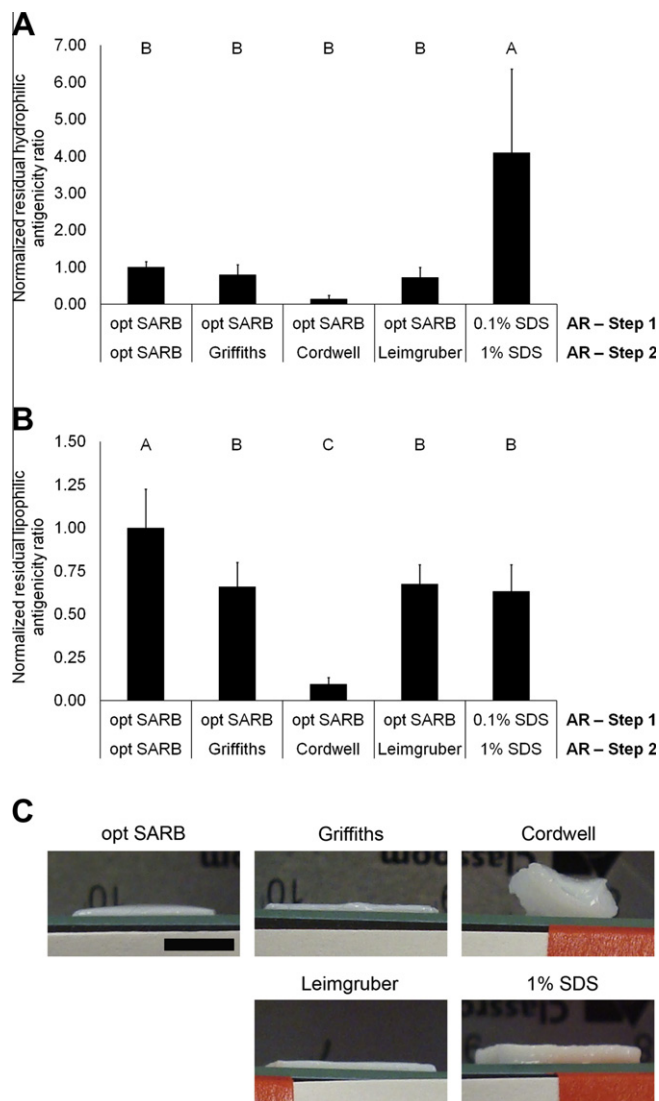 A
Normalized residual hydrophilic
antigenicity ratio
7.00
6.00
5.00
4.00
3.00
2.00
1.00
0.00
B B B B A
opt SARB opt SARB opt SARB opt SARB 0.1% SDS AR – Step 1
opt SARB Griffiths Cordwell Leimgruber 1% SDS AR – Step 2
B
Normalized residual lipophilic
antigenicity ratio
1.50
1.25
1.00
0.75
0.50
0.25
0.00
A B C B B
opt SARB opt SARB opt SARB opt SARB 0.1% SDS AR – Step 1
opt SARB Griffiths Cordwell Leimgruber 1% SDS AR – Step 2
C
opt SARB Griffiths Cordwell
10 10
Leimgruber 1% SDS
7